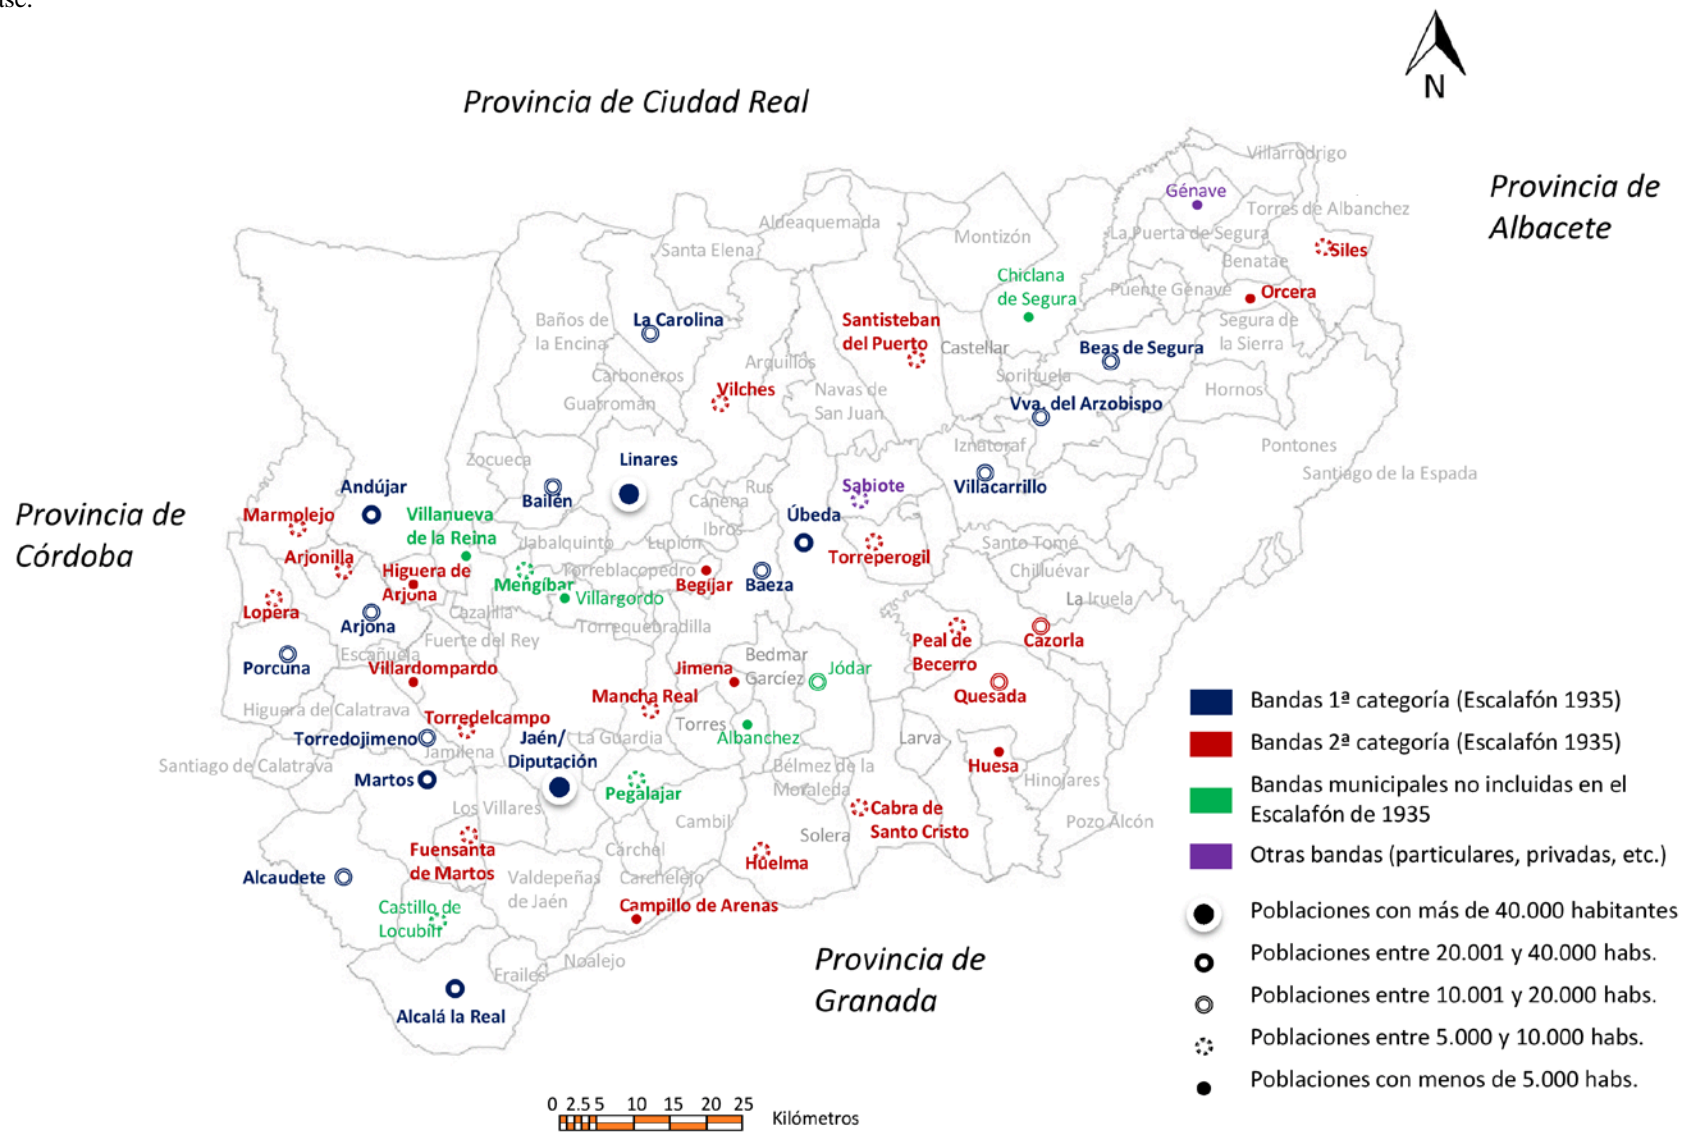 asc.
N
Provincia de Ciudad Real
Provincia de
Albacete
Villarrodrigo
Génave
Torres de Albanchez
Aldeaquemada
La Puerta de Segura
Montizón
Santa Elena
Siles
Benatae
Chiclana
de Segura
Puente Génave
Orcera
La Carolina
Baños de
la Encina
Santisteban
del Puerto
Castellar
Segura de
la Sierra
Beas de Segura
Arquillos
Carboneros
Sorihuela
Vilches
Navas de
San Juan
Hornos
Guarromán
Vva. del Arzobispo
Iznatoraf
Pontones
Zocueca
Linares
Santiago de la Espada
Andújar
Bailén
Rus
Sabiote
Villacarrillo
Canena
Provincia de
Córdoba
Marmolejo
Villanueva
de la Reina
Úbeda
Ibros
Jabalquinto
Lupión
Santo Tomé
Arjonilla
Torreperogil
Higuera de
Arjona
Torreblacopedro
Chilluévar
Mengíbar
Begíjar
Baeza
Villargordo
La Iruela
Lopera
Cazalilla
Arjona
Torrequebradilla
Fuerte del Rey
Peal de
Becerro
Cazorla
Escañuela
Bedmar
Garcíez
Porcuna
Villardompardo
Jimena
Jódar
Mancha Real
Quesada
Higuera de Calatrava
Torredelcampo
Torres
Torredojimeno
Jaén/
Diputación
La Guardia
Albanchez
Larva
Jamilena
Santiago de Calatrava
Huesa
Bélmez de la
Moraleda
Martos
Hinojares
Pegalajar
Los Villares
Cabra de
Santo Cristo
Cambil
Pozo Alcón
Solera
Fuensanta
de Martos
Cárchel
Huelma
Alcaudete
Valdepeñas
de Jaén
Carchelejo
Castillo de
Locubín
Campillo de Arenas
Noalejo
Frailes
Provincia de
Granada
Alcalá la Real
Bandas 1ª categoría (Escalafón 1935)
Bandas 2ª categoría (Escalafón 1935)
Bandas municipales no incluidas en el
Escalafón de 1935
Otras bandas (particulares, privadas, etc.)
Poblaciones con más de 40.000 habitantes
Poblaciones entre 20.001 y 40.000 habs.
Poblaciones entre 10.001 y 20.000 habs.
Poblaciones entre 5.000 y 10.000 habs.
Poblaciones con menos de 5.000 habs.
0 2.5 5 10 15 20 25
Kilómetros